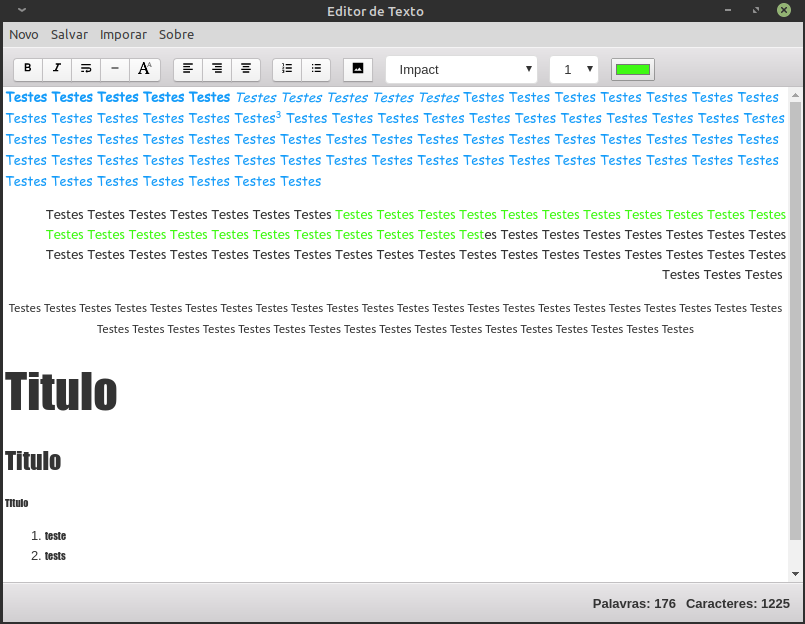 Editor de Texto
Novo Salvar Imporar Sobre
B I A Impact 1
Testes Testes Testes Testes Testes Testes Testes Testes Testes Testes Testes Testes Testes Testes Testes Testes Testes
Testes Testes Testes Testes Testes Testes³ Testes Testes Testes Testes Testes Testes Testes Testes Testes Testes Testes
Testes Testes Testes Testes Testes Testes Testes Testes Testes Testes Testes Testes Testes Testes Testes Testes Testes
Testes Testes Testes Testes Testes Testes Testes Testes Testes Testes Testes Testes Testes Testes Testes Testes Testes
Testes Testes Testes Testes Testes Testes Testes
Testes Testes Testes Testes Testes Testes Testes Testes Testes Testes Testes Testes Testes Testes Testes Testes Testes Testes
Testes Testes Testes Testes Testes Testes Testes Testes Testes Testes Testes Testes Testes Testes Testes Testes Testes Testes
Testes Testes Testes Testes Testes Testes Testes Testes Testes Testes Testes Testes Testes Testes Testes Testes Testes Testes
Testes Testes Testes
Testes Testes Testes Testes Testes Testes Testes Testes Testes Testes Testes Testes Testes Testes Testes Testes Testes Testes Testes Testes Testes Testes
Testes Testes Testes Testes Testes Testes Testes Testes Testes Testes Testes Testes Testes Testes Testes Testes Testes
Titulo
Titulo
Titulo
1. teste
2. tests
Palavras: 176 Caracteres: 1225